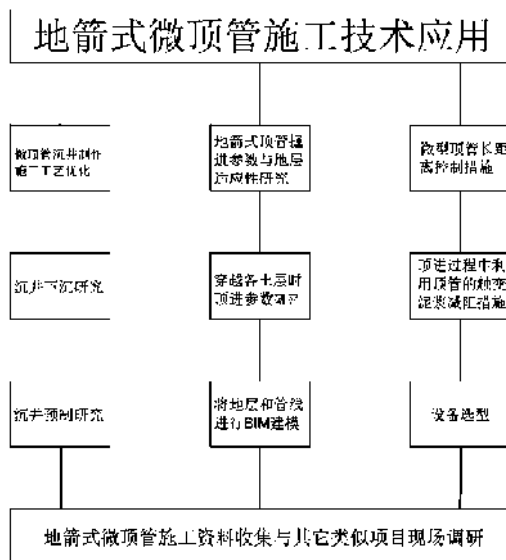 地箭式微顶管施工技术应用
微顶管沉井制作
施工工艺优化
地箭式顶管掘
进参数与地层
适应性研究
微型顶管长距
离控制措施
沉井下沉研究
穿越各土层时
顶进参数研究
顶进过程中利
用顶管的触变
泥浆减阻措施
沉井预制研究
将地层和管线
进行BIM建模
设备选型
地箭式微顶管施工资料收集与其它类似项目现场调研